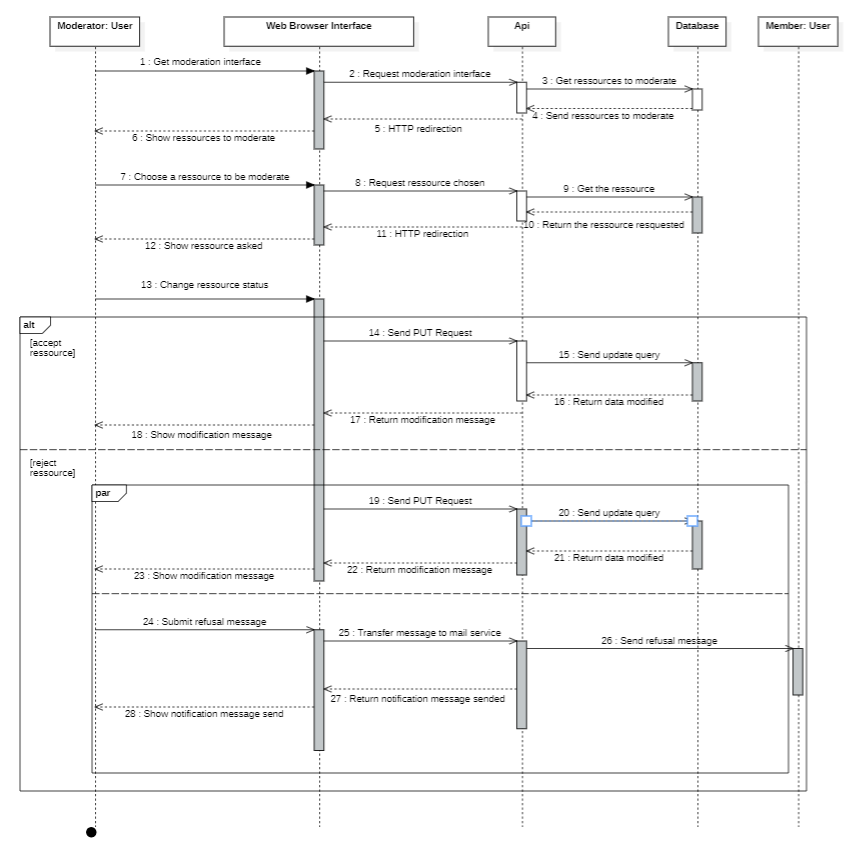 Moderator: User
Web Browser Interface
Api
Database
Member: User
1 : Get moderation interface
2 : Request moderation interface
3 : Get ressources to moderate
4 : Send ressources to moderate
5 : HTTP redirection
6 : Show ressources to moderate
7 : Choose a ressource to be moderate
8 : Request ressource chosen
9 : Get the ressource
10 : Return the ressource resquested
11 : HTTP redirection
12 : Show ressource asked
13 : Change ressource status
alt
[accept
ressource]
14 : Send PUT Request
15 : Send update query
16 : Return data modified
17 : Return modification message
18 : Show modification message
[reject
ressource]
par
19 : Send PUT Request
20 : Send update query
21 : Return data modified
22 : Return modification message
23 : Show modification message
24 : Submit refusal message
25 : Transfer message to mail service
26 : Send refusal message
27 : Return notification message sended
28 : Show notification message send